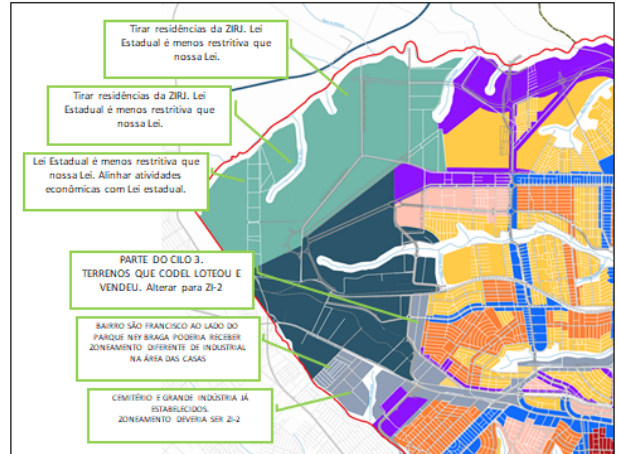 Tirar residências da ZIRJ. Lei
Estadual é menos restritiva que
nossa Lei.
Tirar residências da ZIRJ. Lei
Estadual é menos restritiva que
nossa Lei.
Lei Estadual é menos restritiva que
nossa Lei. Alinhar atividades
econômicas com Lei estadual.
PARTE DO CILO 3.
TERRENOS QUE CODEL LOTEOU E
VENDEU. Alterar para ZI-2
BAIRRO SÃO FRANCISCO AO LADO DO
PARQUE NEY BRAGA PODERIA RECEBER
ZONEAMENTO DIFERENTE DE INDUSTRIAL
NA ÁREA DAS CASAS
CEMITÉRIO E GRANDE INDÚSTRIA JÁ
ESTABELECIDOS.
ZONEAMENTO DEVERIA SER ZI-2